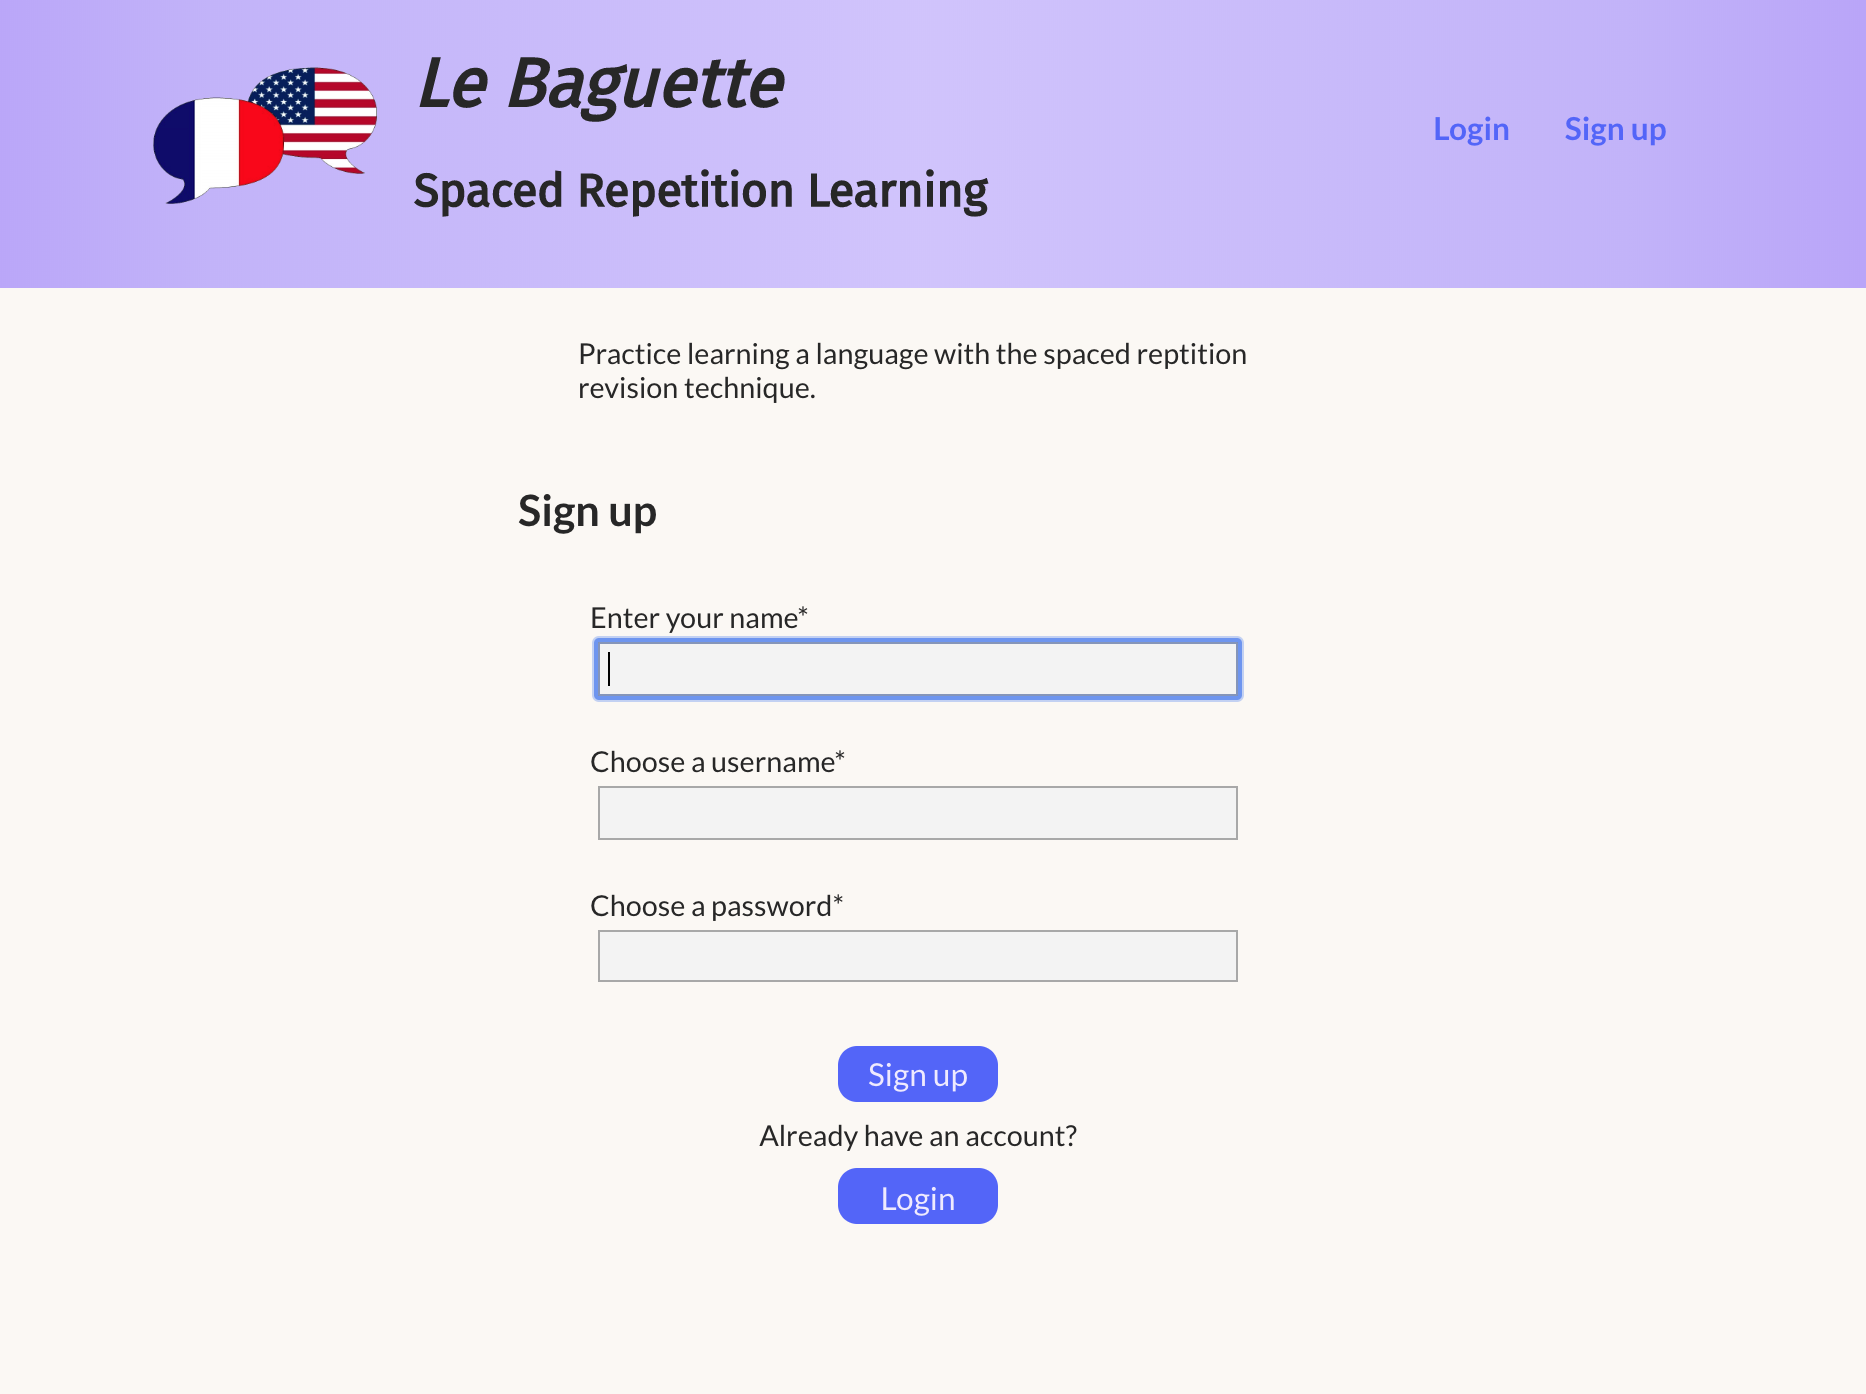 Le Baguette
Spaced Repetition Learning
Login
Sign up
Practice learning a language with the spaced reptition
revision technique.
Sign up
Enter your name*
Choose a username*
Choose a password*
Sign up
Already have an account?
Login